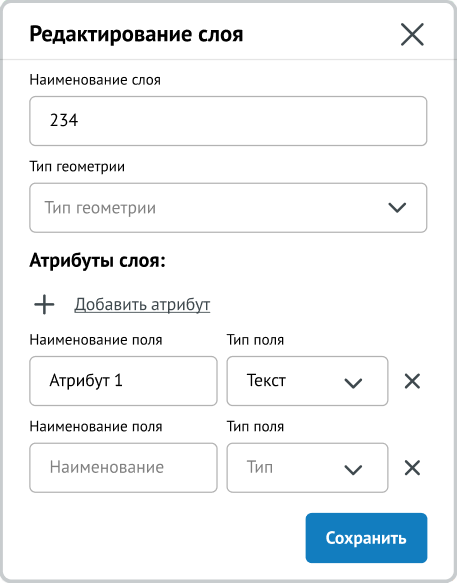 Редактирование слоя
Наименование слоя
234
Тип геометрии
Тип геометрии
Атрибуты слоя:
Добавить атрибут
Наименование поля Тип поля
Атрибут 1 Текст
Наименование поля Тип поля
Наименование Тип
Сохранить